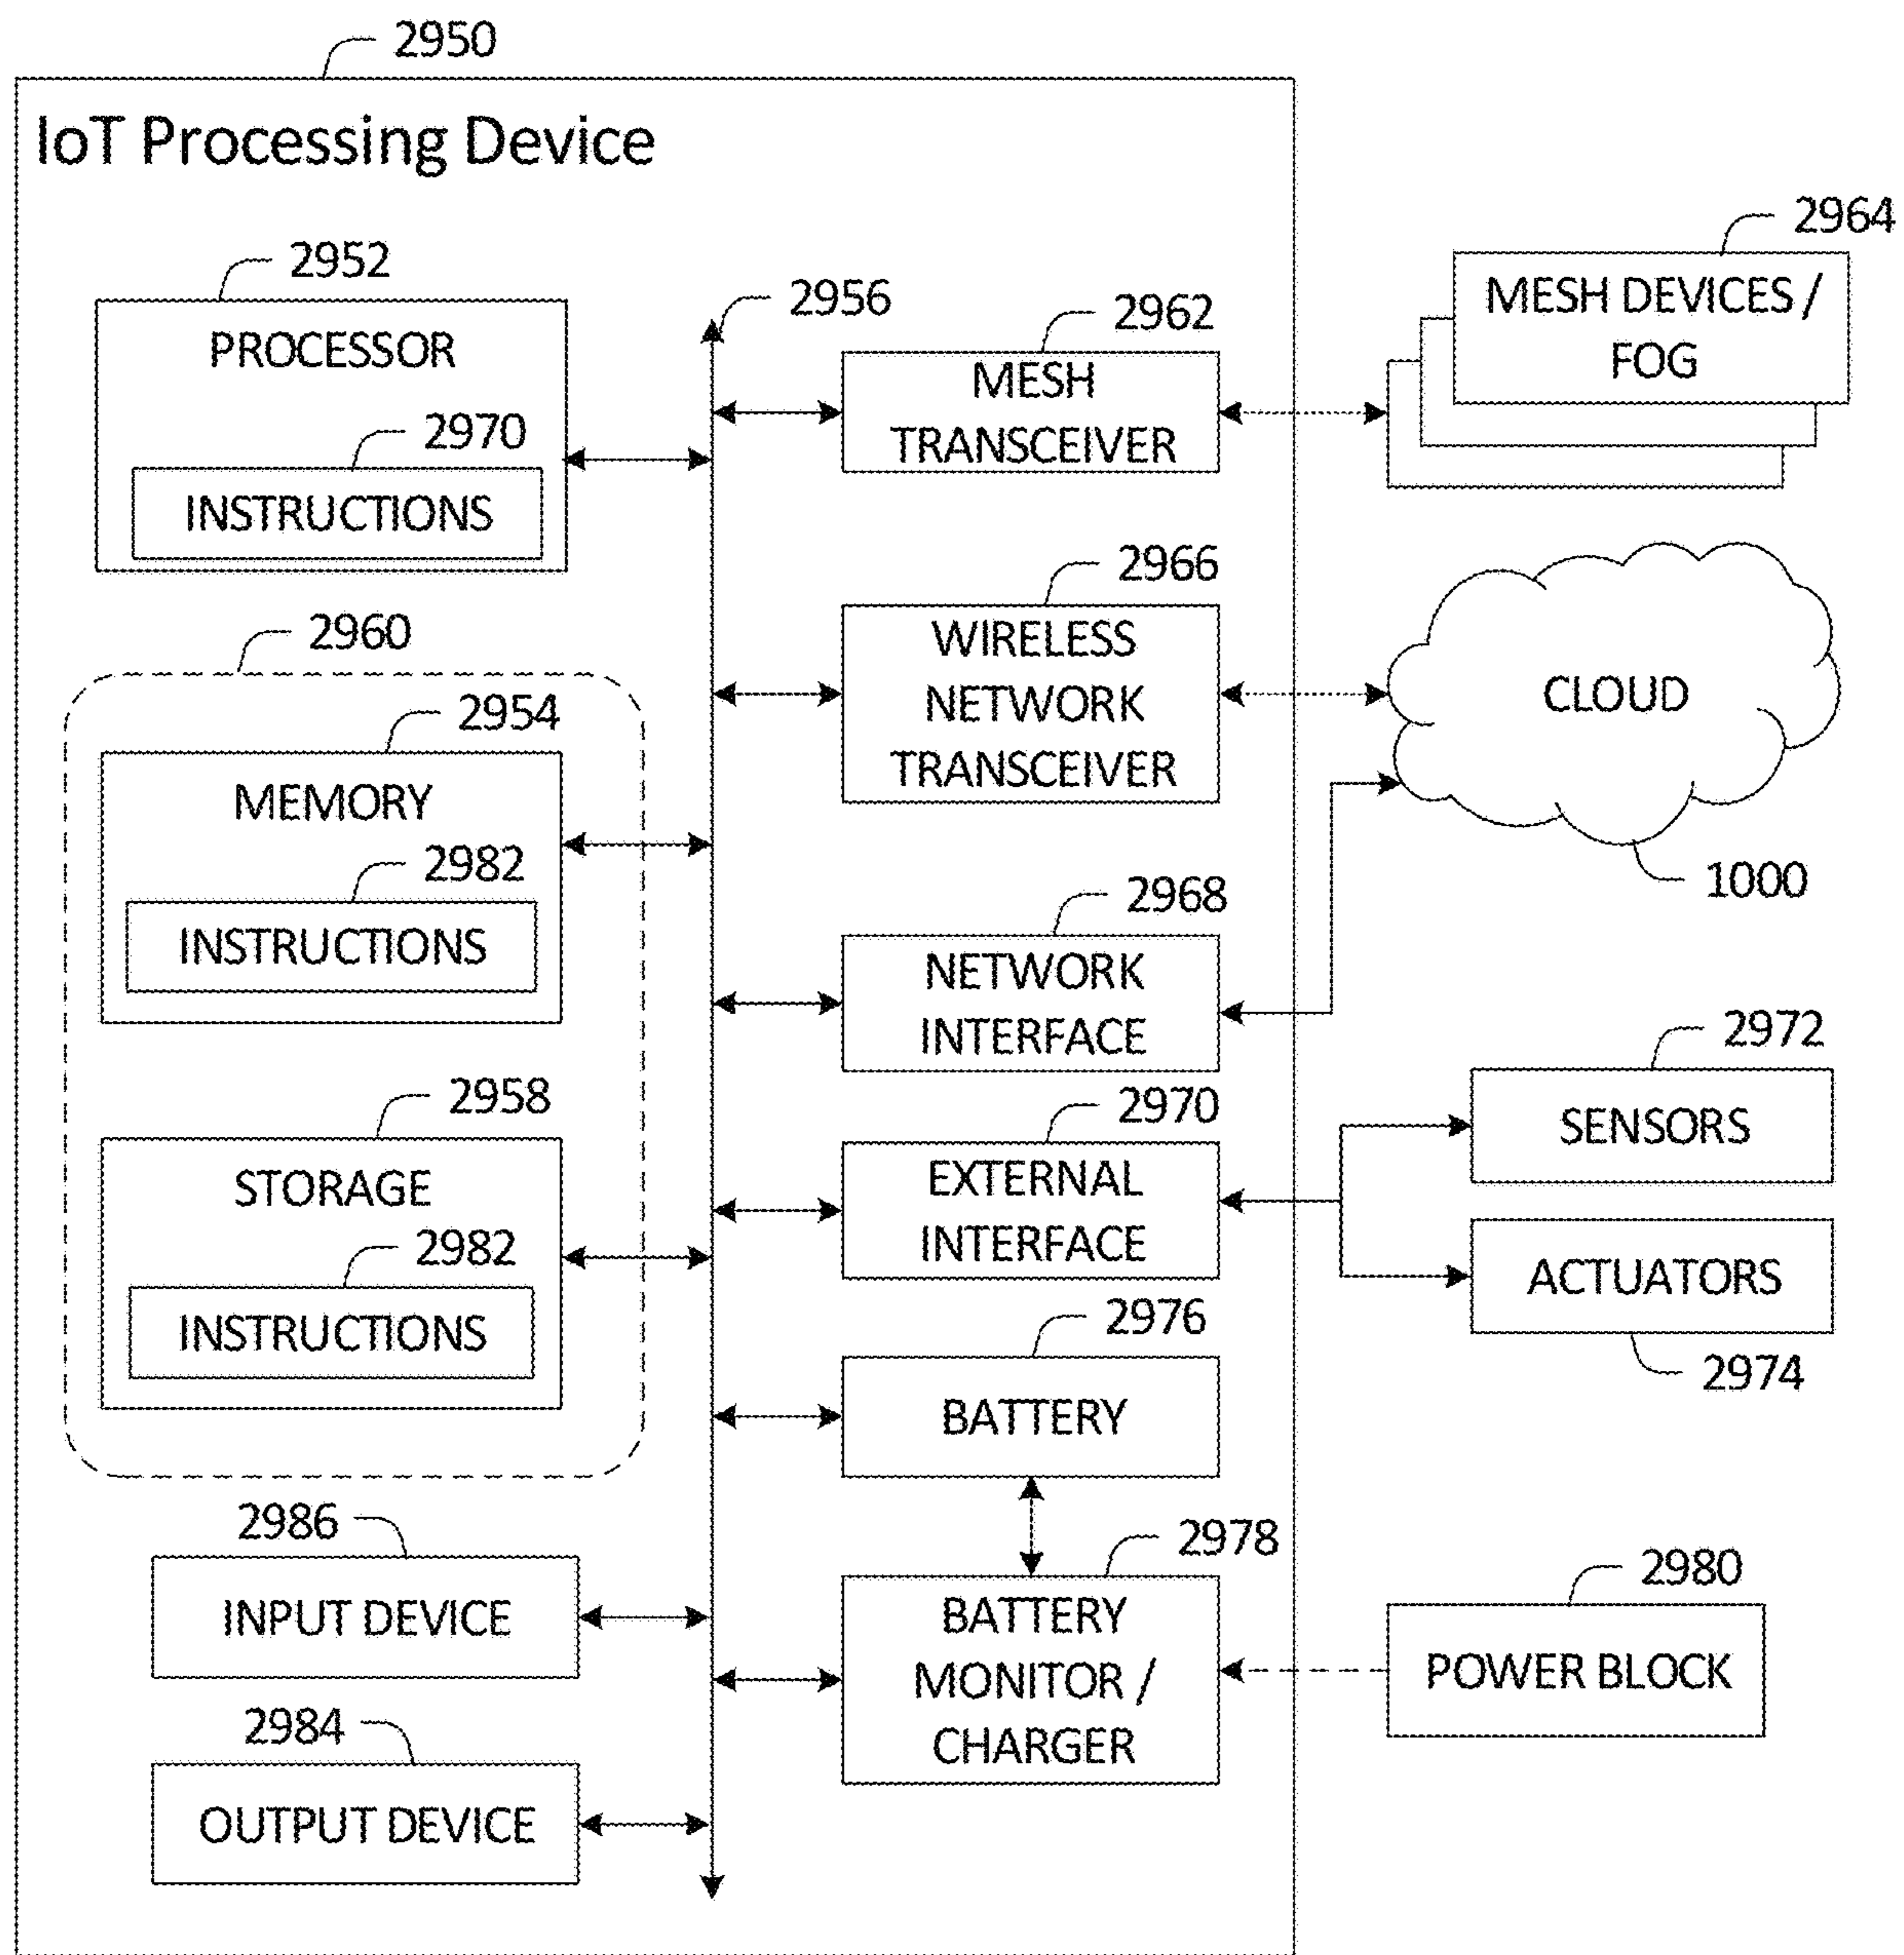 2950
IoT Processing Device
2952
PROCESSOR
2970
INSTRUCTIONS
2960
2954
MEMORY
2982
INSTRUCTIONS
2958
STORAGE
2982
INSTRUCTIONS
2986
INPUT DEVICE
2984
OUTPUT DEVICE
2956
2962
MESH
TRANSCEIVER
2966
WIRELESS
NETWORK
TRANSCEIVER
2968
NETWORK
INTERFACE
2970
EXTERNAL
INTERFACE
2976
BATTERY
2978
BATTERY
MONITOR /
CHARGER
2964
MESH DEVICES /
FOG
CLOUD
1000
2972
SENSORS
ACTUATORS
2974
2980
POWER BLOCK